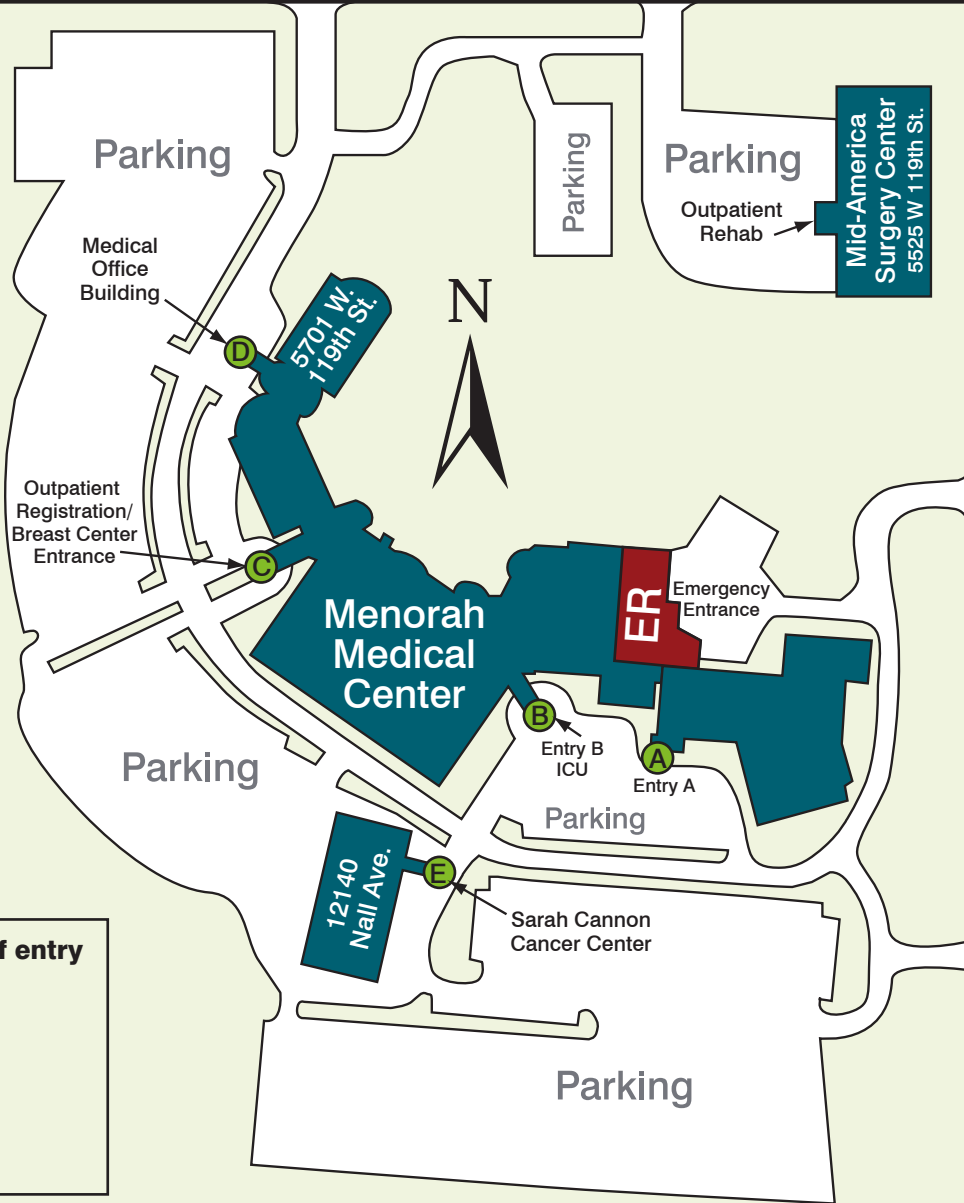 Parking
Parking
Parking
Mid-America
Surgery Center
5525 W 119th St.
Outpatient
Rehab
Medical
Office
Building
D
5701 W.
119th St.
N
Outpatient
Registration/
Breast Center
Entrance
C
Menorah
Medical
Center
ER
Emergency
Entrance
B
Entry B
ICU
A
Entry A
Parking
Parking
12140
Nall Ave.
E
Sarah Cannon
Cancer Center
entry
Parking